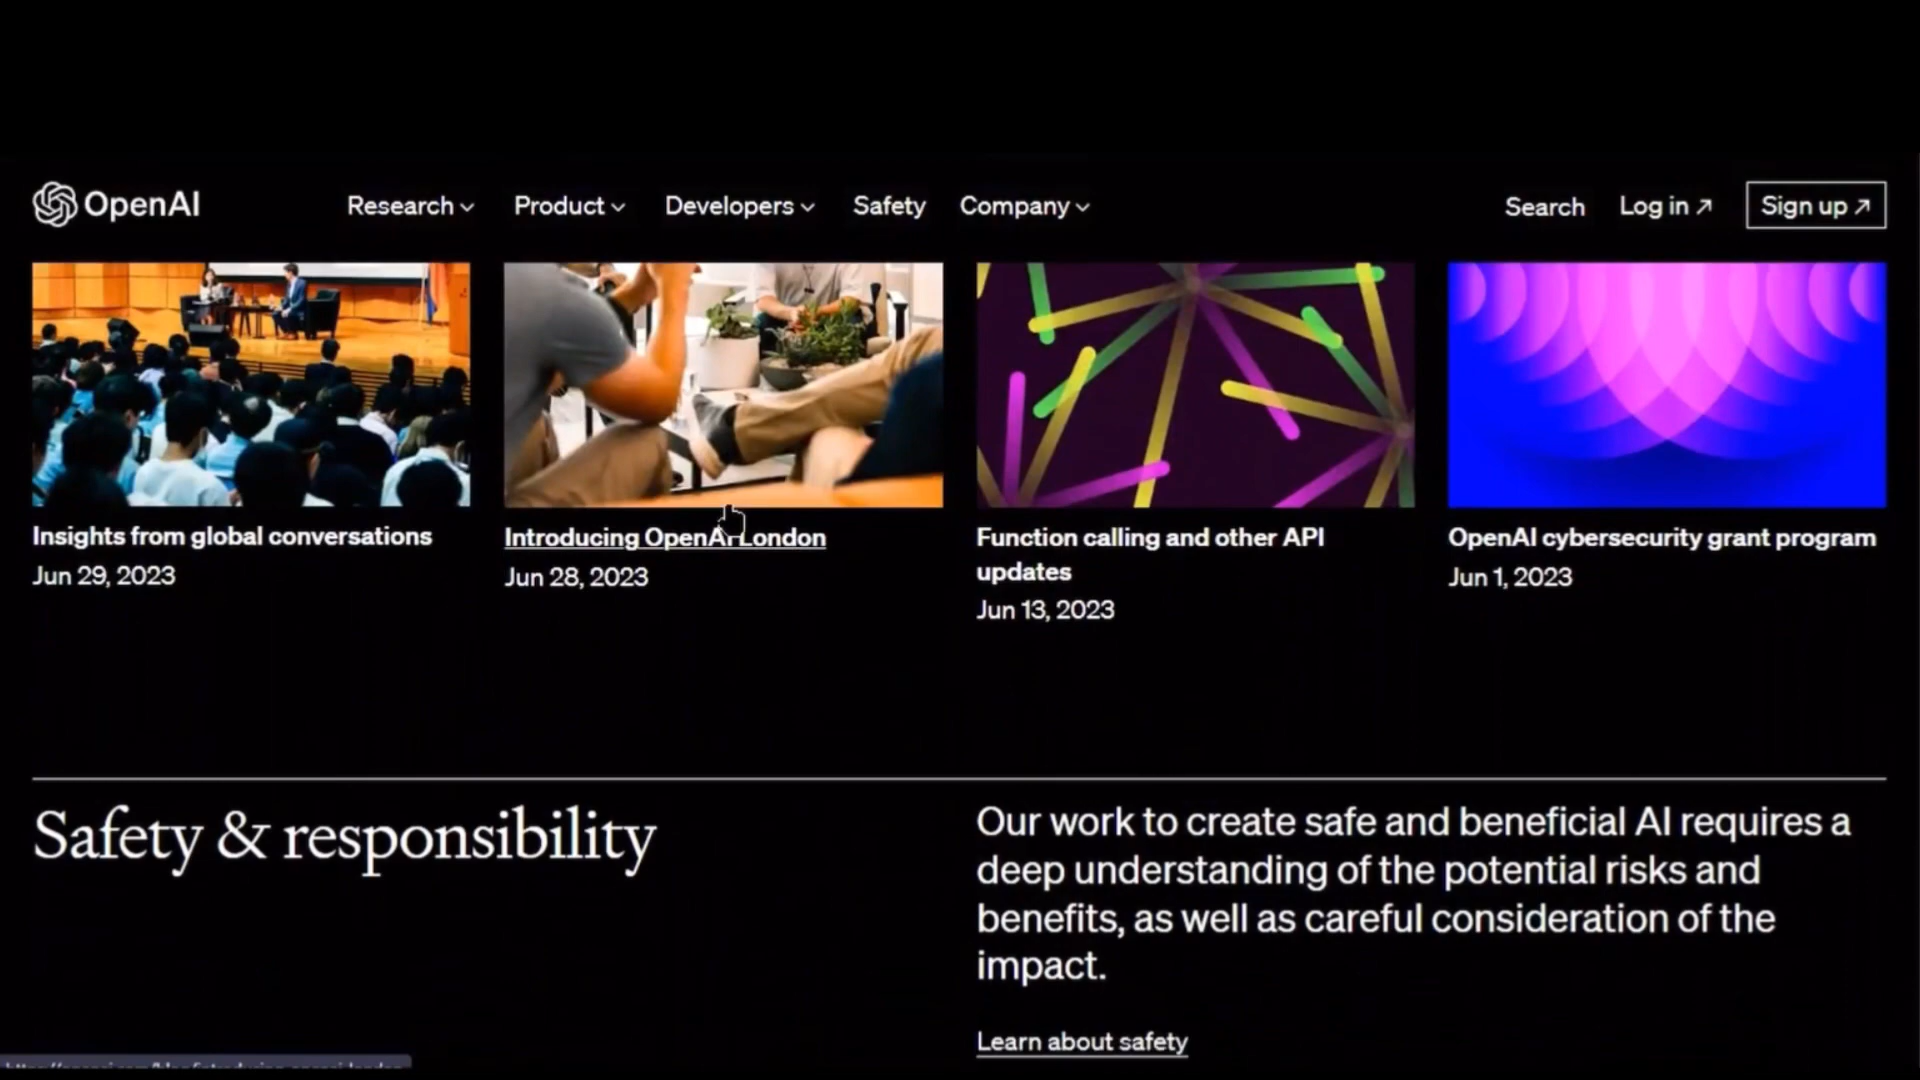 OpenAI
Research
Product
Developers
Safety
Company
Search
Log in ↗
Sign up ↗
Insights from global conversations
Jun 29, 2023
Introducing OpenAI London
Jun 28, 2023
Function calling and other API
updates
Jun 13, 2023
OpenAI cybersecurity grant program
Jun 1, 2023
Safety & responsibility
Our work to create safe and beneficial AI requires a
deep understanding of the potential risks and
benefits, as well as careful consideration of the
impact.
Learn about safety